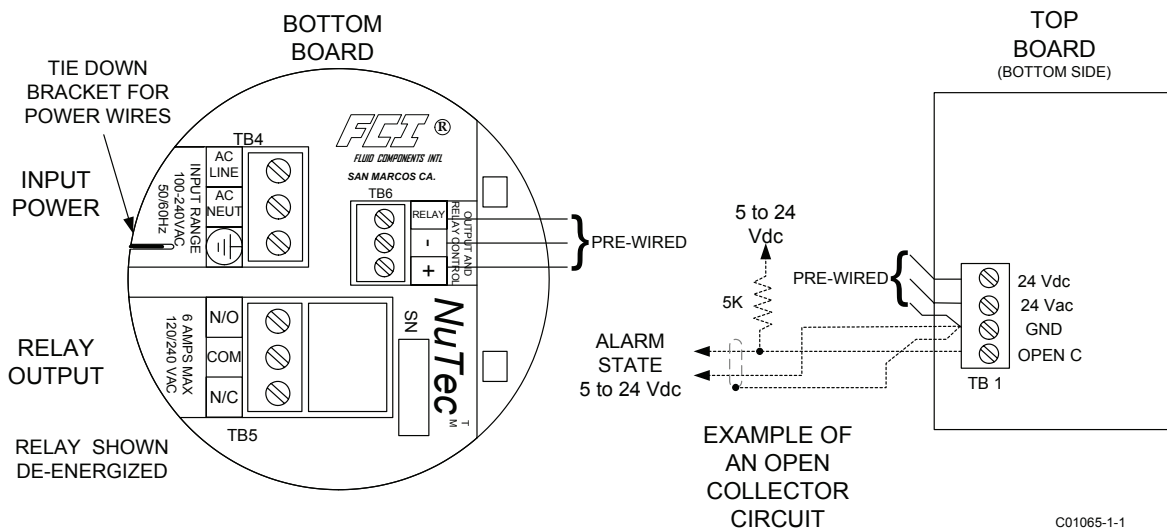 BOTTOM
BOARD
TIE DOWN
BRACKET FOR
POWER WIRES
INPUT
POWER
TB4
AC
LINE
AC
NEUT
INPUT RANGE
100-240VAC
50/60Hz
FCI ®
FLUID COMPONENTS INTL
SAN MARCOS CA.
TB6
RELAY
-
+
OUTPUT AND
RELAY CONTROL
PRE-WIRED
RELAY
OUTPUT
N/O
COM
N/C
6 AMPS MAX
120/240 VAC
TB5
SN
NuTec
TM
RELAY SHOWN
DE-ENERGIZED
TOP
BOARD
(BOTTOM SIDE)
5 to 24
Vdc
PRE-WIRED
5K
24 Vdc
24 Vac
GND
OPEN C
TB 1
ALARM
STATE
5 to 24 Vdc
EXAMPLE OF
AN OPEN
COLLECTOR
CIRCUIT
C01065-1-1